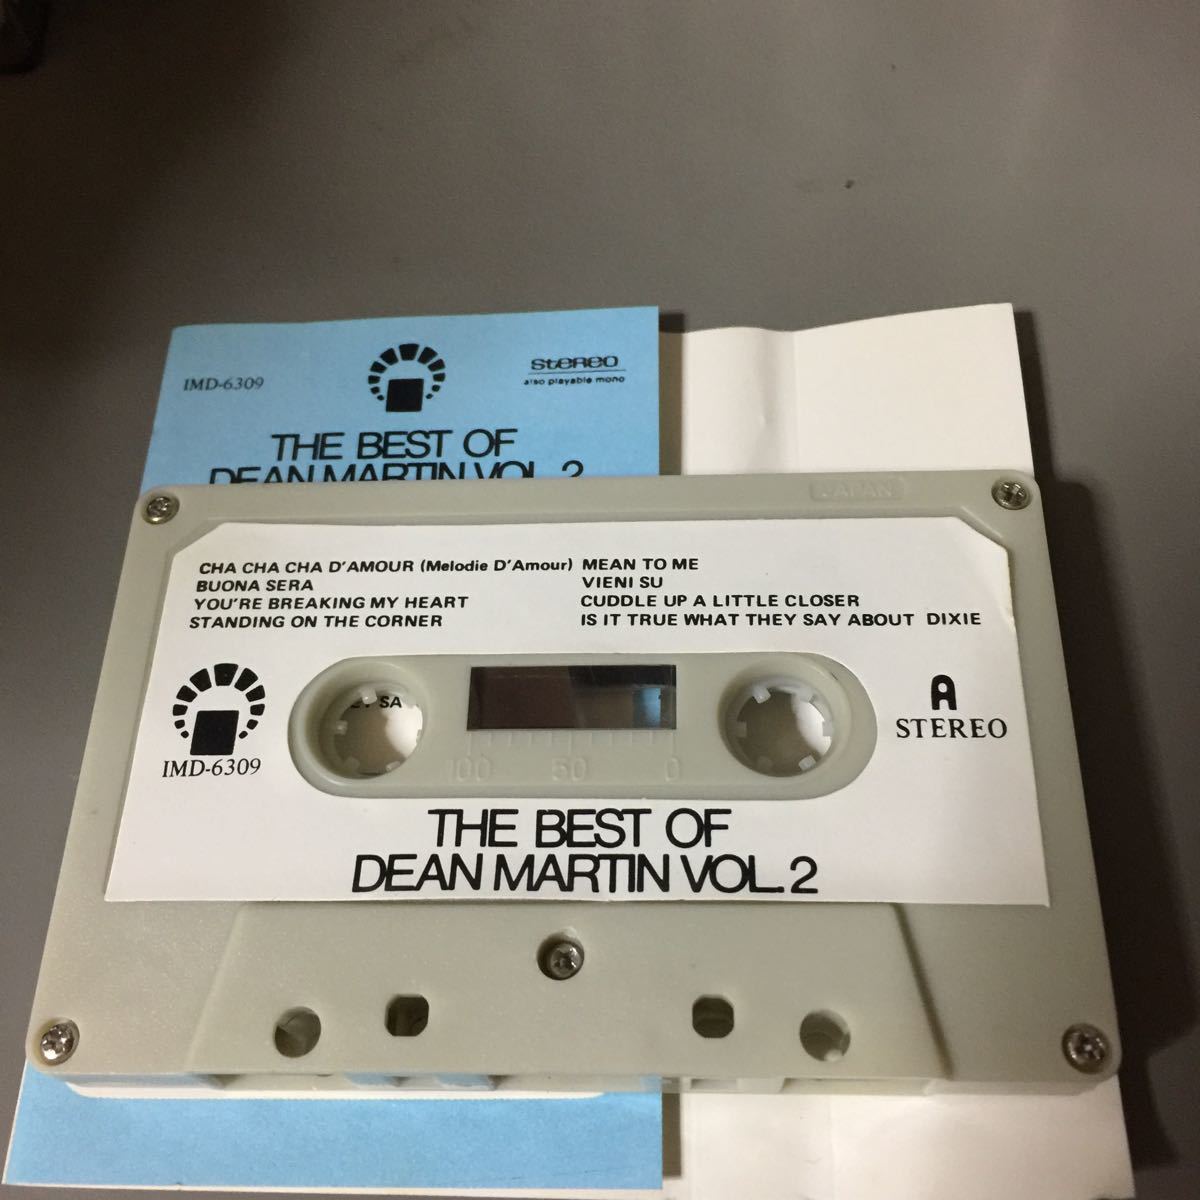 IMD-6309
stereo
also playable mono
THE BEST OF
DEAN MARTIN VOL. 2
JAPAN
CHA CHA CHA D'AMOUR (Melodie D'Amour)
BUONA SERA
YOU'RE BREAKING MY HEART
STANDING ON THE CORNER
MEAN TO ME
VIENI SU
CUDDLE UP A LITTLE CLOSER
IS IT TRUE WHAT THEY SAY ABOUT DIXIE
IMD-6309
SA
100 50 0
A
STEREO
THE BEST OF
DEAN MARTIN VOL. 2